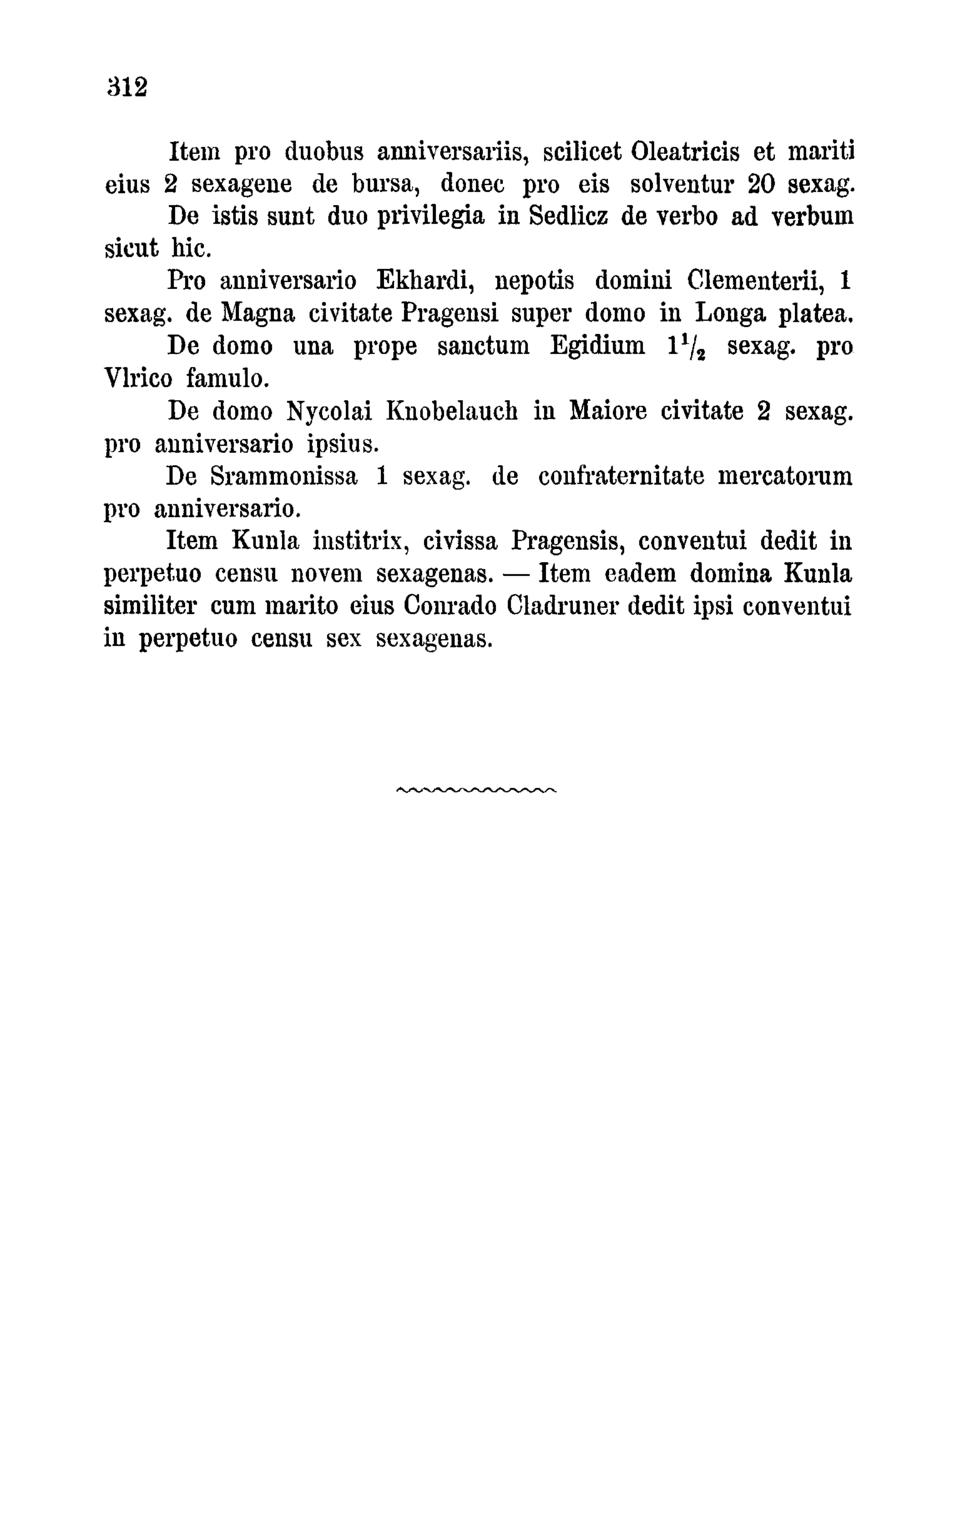 312
Item pro duobus anniversariis, scilicet Oleatricis et mariti
eius 2 sexagene de bursa, donec pro eis solventur 20 sexag.
De istis sunt duo privilegia in Sedlicz de verbo ad verbum
sicut hic.
Pro anniversario Ekhardi, nepotis domini Clementerii, 1
sexag. de Magna civitate Pragensi super domo in Longa platea.
De domo una prope sanctum Egidium 1¹/₂ sexag. pro
Vlrico famulo.
De domo Nycolai Knobelauch in Maiore civitate 2 sexag.
pro anniversario ipsius.
De Srammonissa 1 sexag. de confraternitate mercatorum
pro anniversario.
Item Kunla institrix, civissa Pragensis, conventui dedit in
perpetuo censu novem sexagenas. — Item eadem domina Kunla
similiter cum marito eius Conrado Cladruner dedit ipsi conventui
in perpetuo censu sex sexagenas.